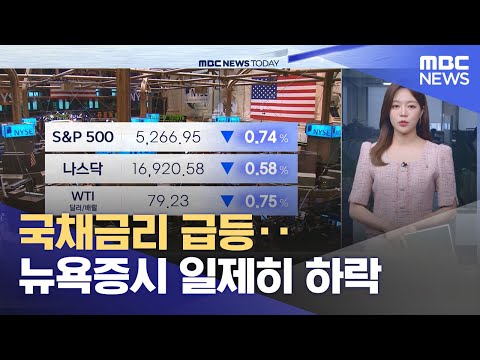 MBC NEWS TODAY
MBC
NEWS
NYSE
NYSE
S&P 500 5,266.95 ▼ 0.74 %
나스닥 16,920.58 ▼ 0.58 %
WTI 79.23 ▼ 0.75 %
달러/배럴
국채금리 급등‥
뉴욕증시 일제히 하락